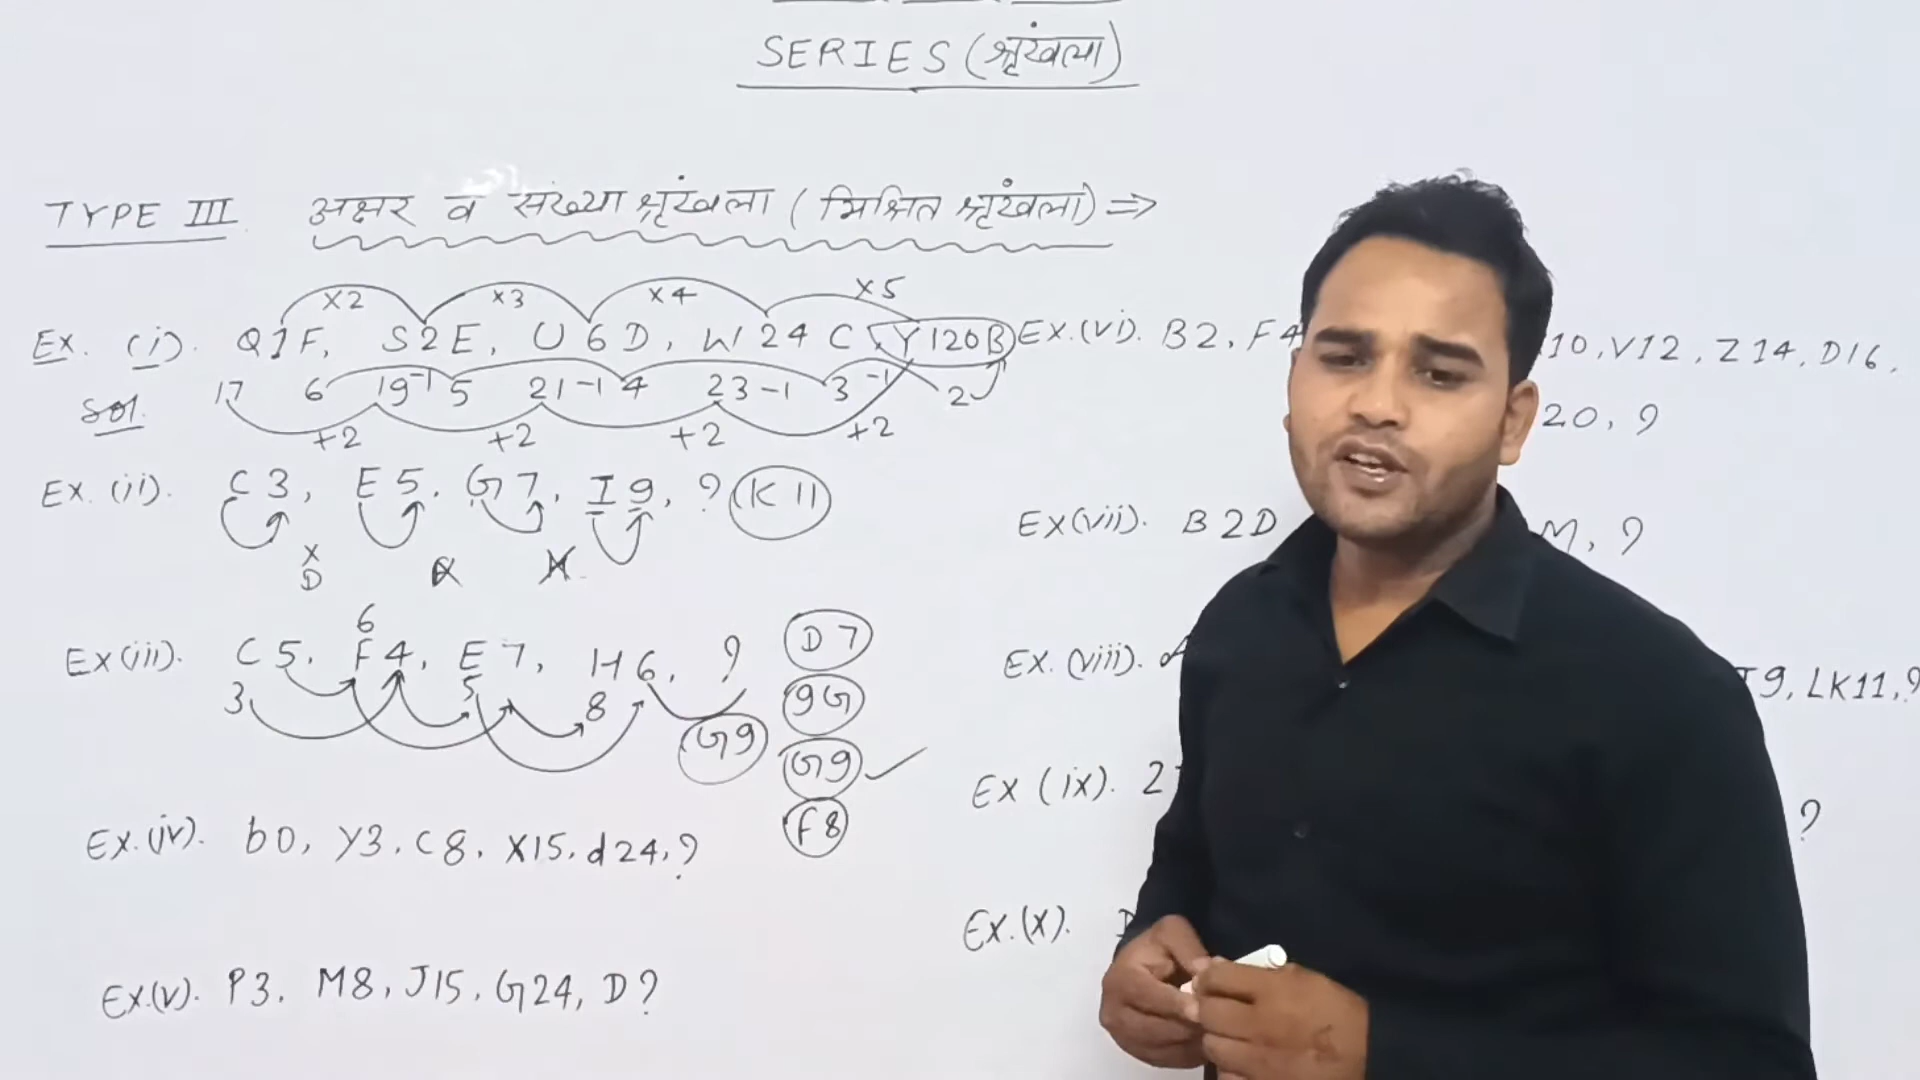 SERIES (श्रृंखला)
TYPE III. अक्षर व संख्या श्रृंखला (मिश्रित श्रृंखला) ⇒
×2 ×3 ×4 ×5
Ex. (i). Q1F, S2E, U6D, W24C, Y120B
Sol. 17 6 19 -1 5 21 -1 4 23 -1 3 -1 2
+2 +2 +2 +2
Ex. (ii). C3, E5, G7, I9, ? K11
X
D
6
Ex(iii). C5, F4, E7, H6, ? D7
3 5 8 G9 9G
G9 ✓
F8
Ex.(iv). b0, Y3, C8, X15, d24, ?
Ex.(v). P3, M8, J15, G24, D?
Ex.(vi). B2, F4 10, V12, Z14, D16,
20, ?
Ex(vii). B2D M, ?
Ex. (viii). 9, LK11, ?
Ex (ix). 2 ?
Ex.(x).